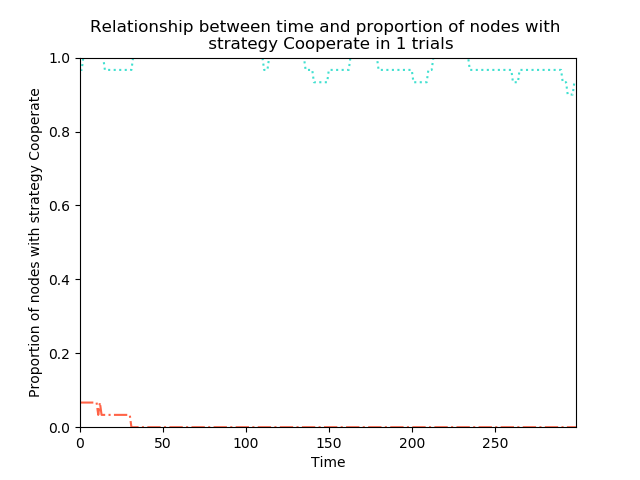 Relationship between time and proportion of nodes with
strategy Cooperate in 1 trials
Proportion of nodes with strategy Cooperate
1.0
0.8
0.6
0.4
0.2
0.0
0 50 100 150 200 250
Time